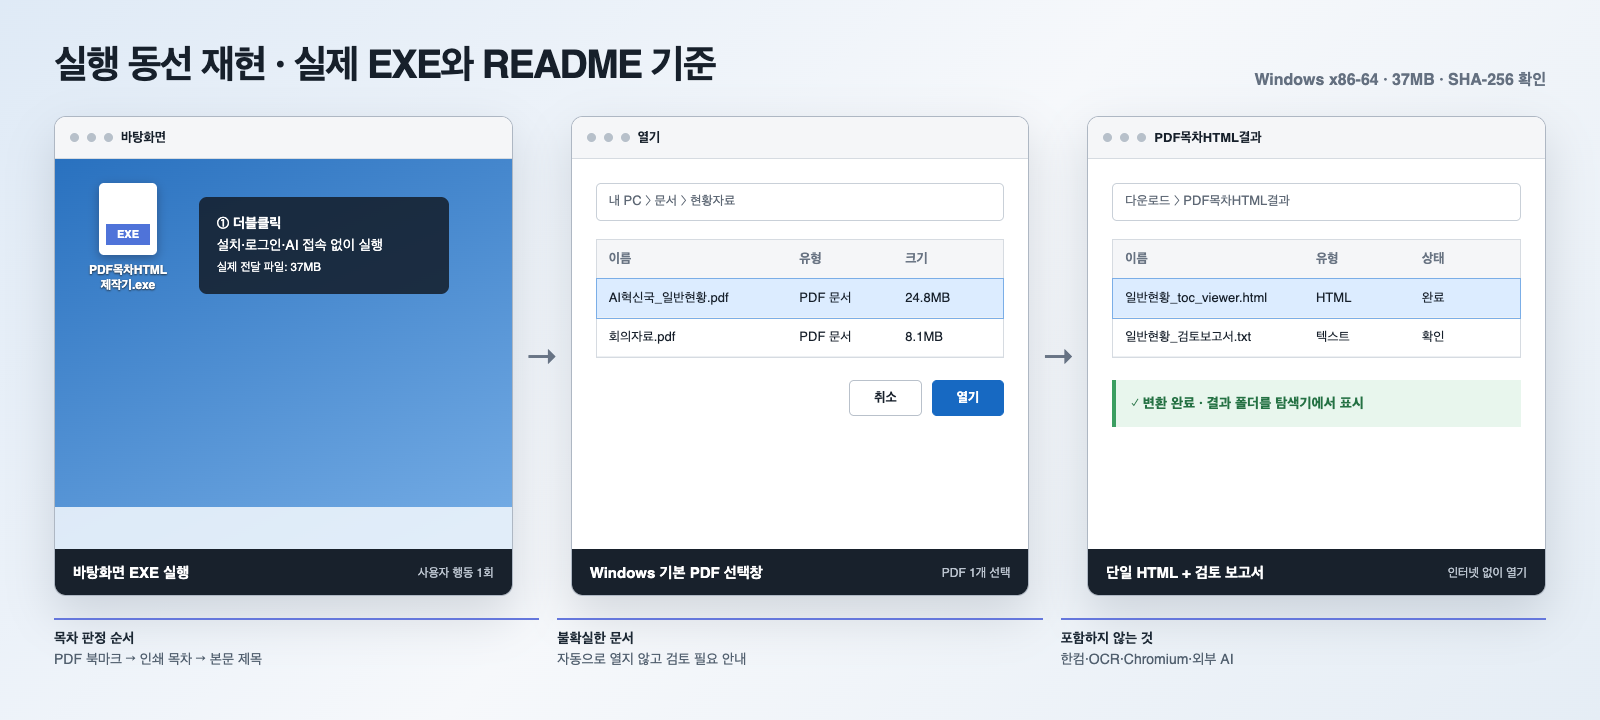 실행 동선 재현 · 실제 EXE와 README 기준
Windows x86-64 · 37MB · SHA-256 확인
바탕화면
EXE
PDF목차HTML
제작기.exe
① 더블클릭
설치·로그인·AI 접속 없이 실행
실제 전달 파일: 37MB
바탕화면 EXE 실행
사용자 행동 1회
→
열기
내 PC 〉문서 〉현황자료
이름 유형 크기
AI혁신국_일반현황.pdf PDF 문서 24.8MB
회의자료.pdf PDF 문서 8.1MB
취소 열기
Windows 기본 PDF 선택창
PDF 1개 선택
→
PDF목차HTML결과
다운로드 〉PDF목차HTML결과
이름 유형 상태
일반현황_toc_viewer.html HTML 완료
일반현황_검토보고서.txt 텍스트 확인
✓ 변환 완료 · 결과 폴더를 탐색기에서 표시
단일 HTML + 검토 보고서
인터넷 없이 열기
목차 판정 순서
PDF 북마크 → 인쇄 목차 → 본문 제목
불확실한 문서
자동으로 열지 않고 검토 필요 안내
포함하지 않는 것
한컴·OCR·Chromium·외부 AI